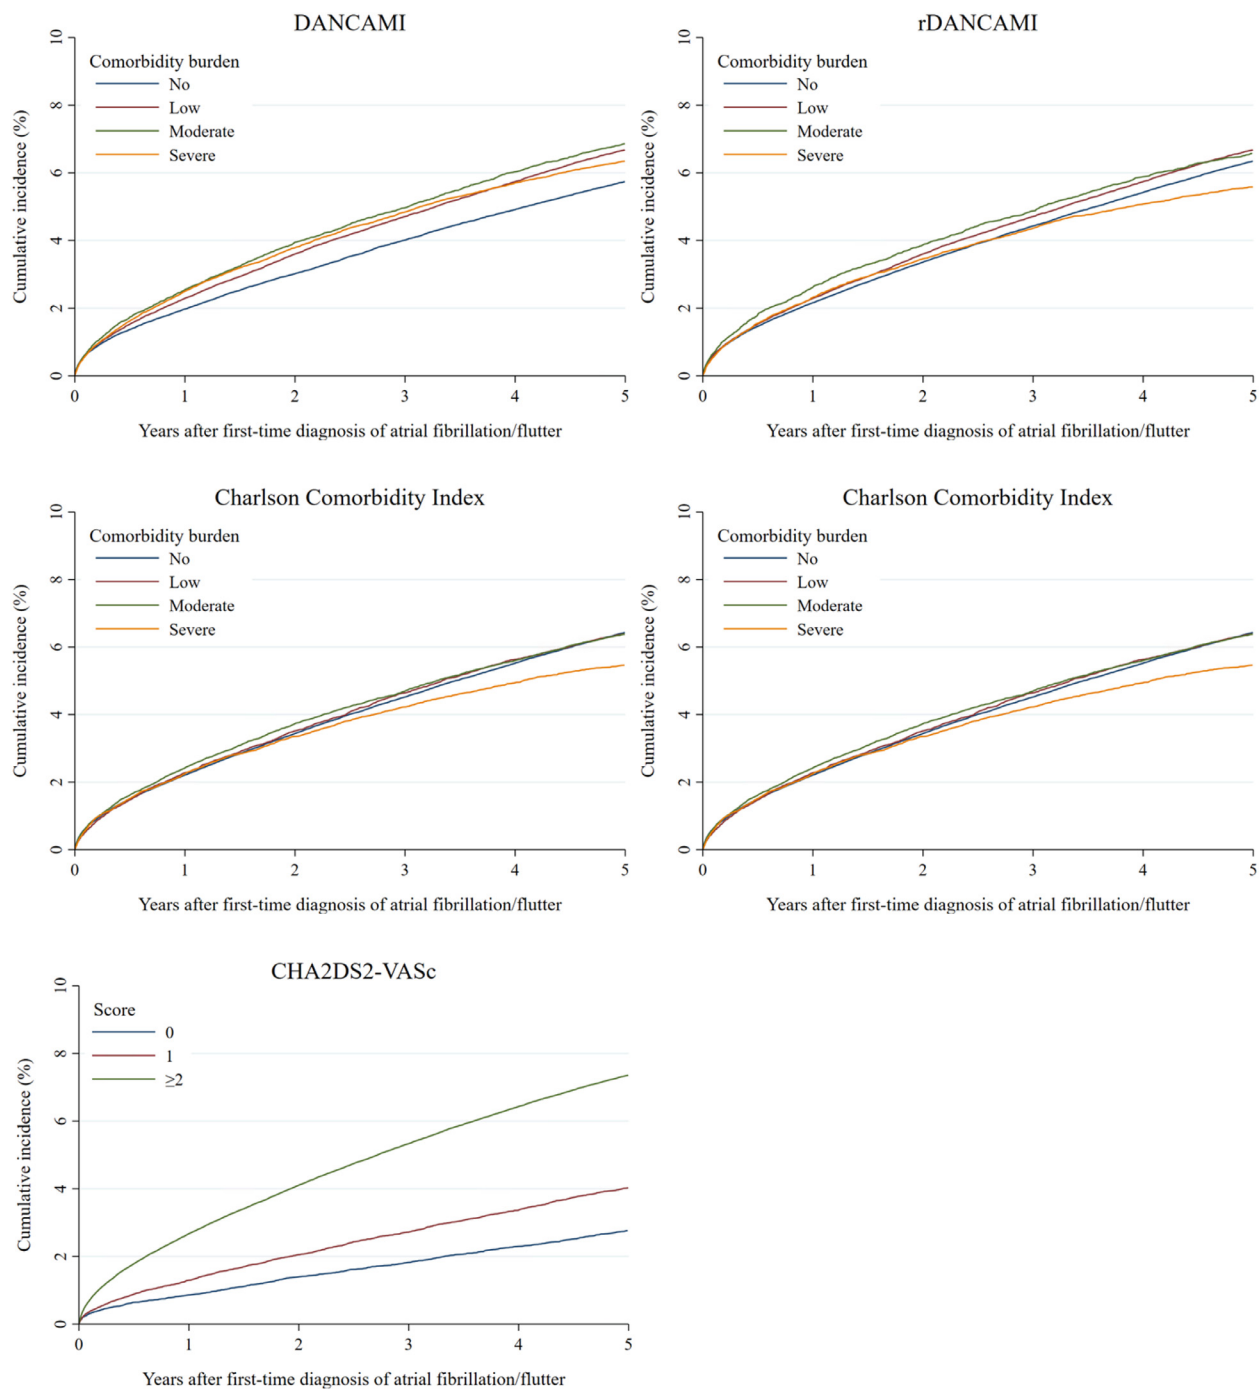 DANCAMI
Comorbidity burden
No
Low
Moderate
Severe
Cumulative incidence (%)
10
8
6
4
2
0
0 1 2 3 4 5
Years after first-time diagnosis of atrial fibrillation/flutter
rDANCAMI
Comorbidity burden
No
Low
Moderate
Severe
Cumulative incidence (%)
10
8
6
4
2
0
0 1 2 3 4 5
Years after first-time diagnosis of atrial fibrillation/flutter
Charlson Comorbidity Index
Comorbidity burden
No
Low
Moderate
Severe
Cumulative incidence (%)
10
8
6
4
2
0
0 1 2 3 4 5
Years after first-time diagnosis of atrial fibrillation/flutter
Charlson Comorbidity Index
Comorbidity burden
No
Low
Moderate
Severe
Cumulative incidence (%)
10
8
6
4
2
0
0 1 2 3 4 5
Years after first-time diagnosis of atrial fibrillation/flutter
CHA2DS2-VASc
Score
0
1
≥2
Cumulative incidence (%)
10
8
6
4
2
0
0 1 2 3 4 5
Years after first-time diagnosis of atrial fibrillation/flutter